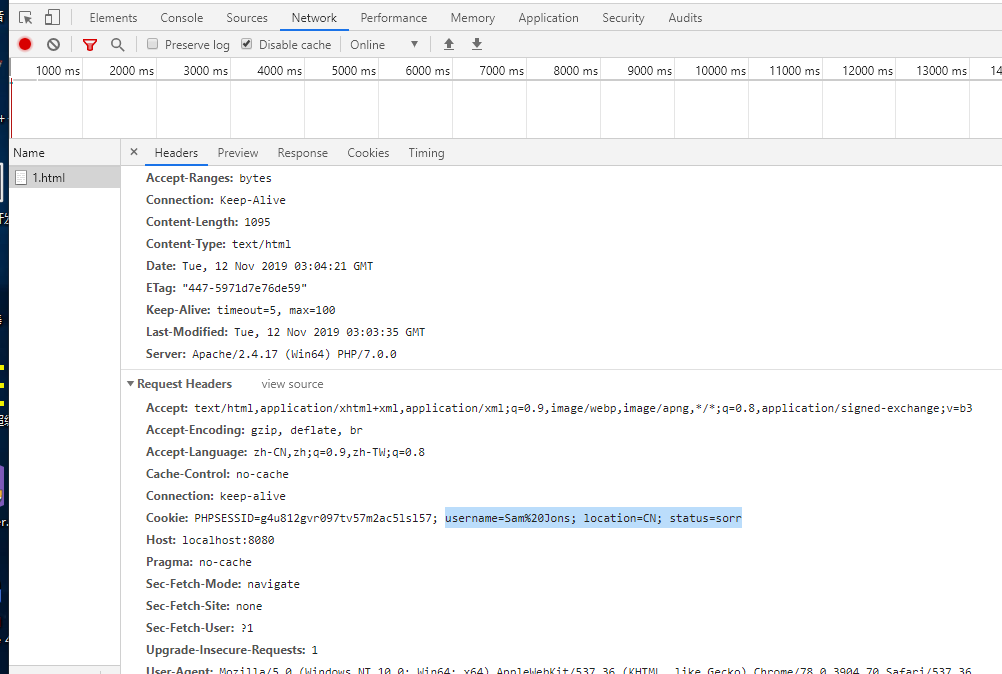 Elements Console Sources Network Performance Memory Application Security Audits
Preserve log Disable cache Online
1000 ms 2000 ms 3000 ms 4000 ms 5000 ms 6000 ms 7000 ms 8000 ms 9000 ms 10000 ms 11000 ms 12000 ms 13000 ms 14
Name × Headers Preview Response Cookies Timing
1.html
Accept-Ranges: bytes
Connection: Keep-Alive
Content-Length: 1095
Content-Type: text/html
Date: Tue, 12 Nov 2019 03:04:21 GMT
ETag: "447-5971d7e76de59"
Keep-Alive: timeout=5, max=100
Last-Modified: Tue, 12 Nov 2019 03:03:35 GMT
Server: Apache/2.4.17 (Win64) PHP/7.0.0
Request Headers view source
Accept: text/html,application/xhtml+xml,application/xml;q=0.9,image/webp,image/apng,*/*;q=0.8,application/signed-exchange;v=b3
Accept-Encoding: gzip, deflate, br
Accept-Language: zh-CN,zh;q=0.9,zh-TW;q=0.8
Cache-Control: no-cache
Connection: keep-alive
Cookie: PHPSESSID=g4u812gvr097tv57m2ac5lsl57; username=Sam%20Jons; location=CN; status=sorr
Host: localhost:8080
Pragma: no-cache
Sec-Fetch-Mode: navigate
Sec-Fetch-Site: none
Sec-Fetch-User: ?1
Upgrade-Insecure-Requests: 1
User-Agent: Mozilla/5.0 (Windows NT 10.0; Win64; x64) AppleWebKit/537.36 (KHTML, like Gecko) Chrome/78.0.3904.70 Safari/537.36